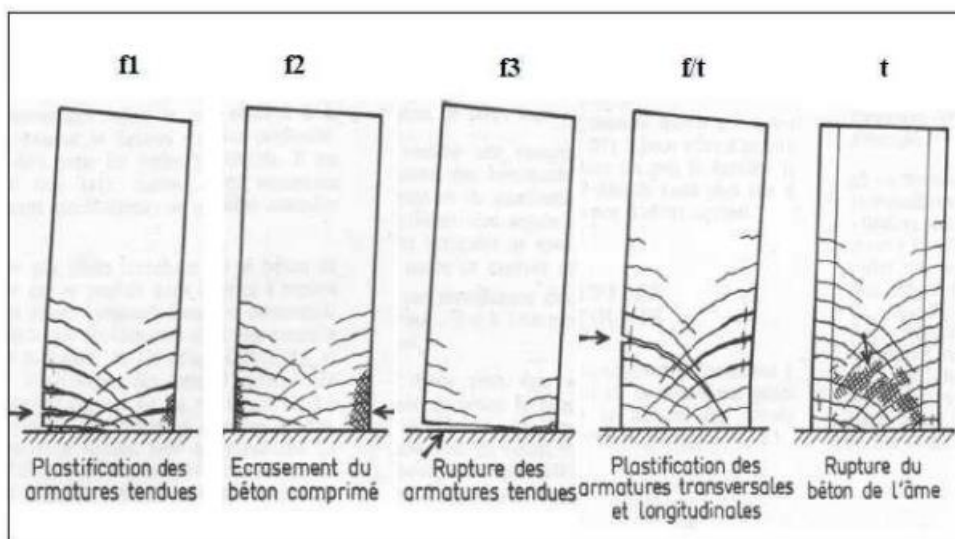 f1
f2
f3
f/t
t
Plastification des
armatures tendues
Ecrasement du
béton comprimé
Rupture des
armatures tendues
Plastification des
armatures transversales
et longitudinales
Rupture du
béton de l'âme